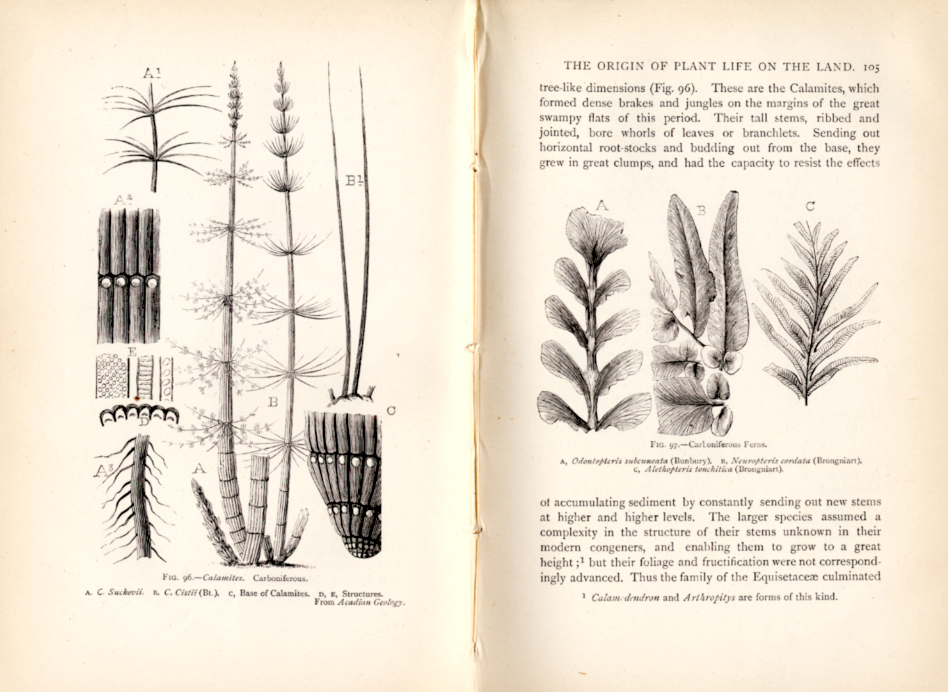 A1
A2
B1
E
D
B
C
A3
A
FIG. 96.—Calamites. Carboniferous.
A. C. Suckovii. B. C. Cistii (Bt.). C, Base of Calamites. D, E, Structures.
From Acadian Geology.
THE ORIGIN OF PLANT LIFE ON THE LAND. 105
tree-like dimensions (Fig. 96). These are the Calamites, which
formed dense brakes and jungles on the margins of the great
swampy flats of this period. Their tall stems, ribbed and
jointed, bore whorls of leaves or branchlets. Sending out
horizontal root-stocks and budding out from the base, they
grew in great clumps, and had the capacity to resist the effects
A B C
FIG. 97.—Carboniferous Ferns.
A, Odontopteris subcuneata (Bunbury). B. Neuropteris cordata (Brongniart).
C, Alethopteris lonchitica (Brongniart).
of accumulating sediment by constantly sending out new stems
at higher and higher levels. The larger species assumed a
complexity in the structure of their stems unknown in their
modern congeners, and enabling them to grow to a great
height;¹ but their foliage and fructification were not correspond-
ingly advanced. Thus the family of the Equisetaceæ culminated
¹ Calamodendron and Arthropitys are forms of this kind.